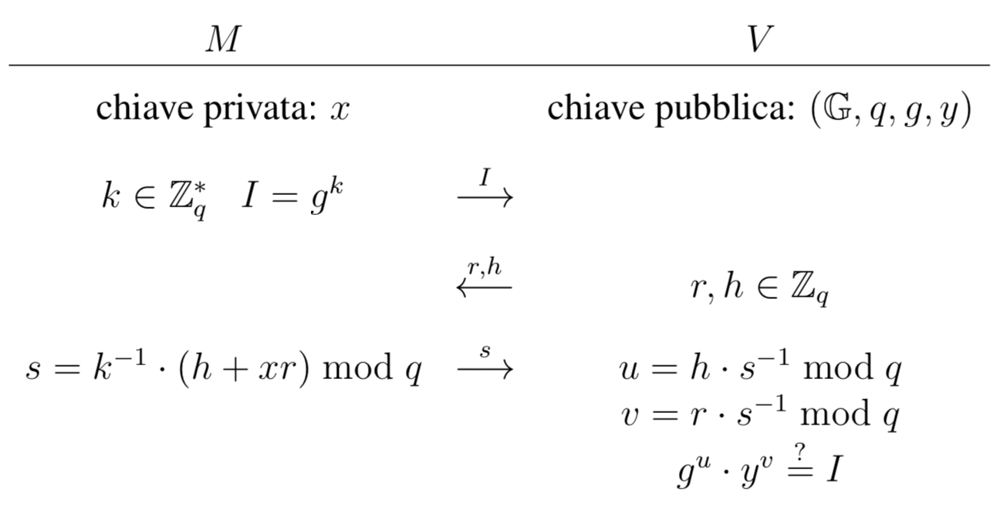 M V
chiave privata: x chiave pubblica: (𝔾, q, g, y)
k ∈ ℤ*_q I = g^k I⟶
r,h⟵ r, h ∈ ℤ_q
s = k^{−1} · (h + xr) mod q s⟶ u = h · s^{−1} mod q
v = r · s^{−1} mod q
g^u · y^v ≟ I